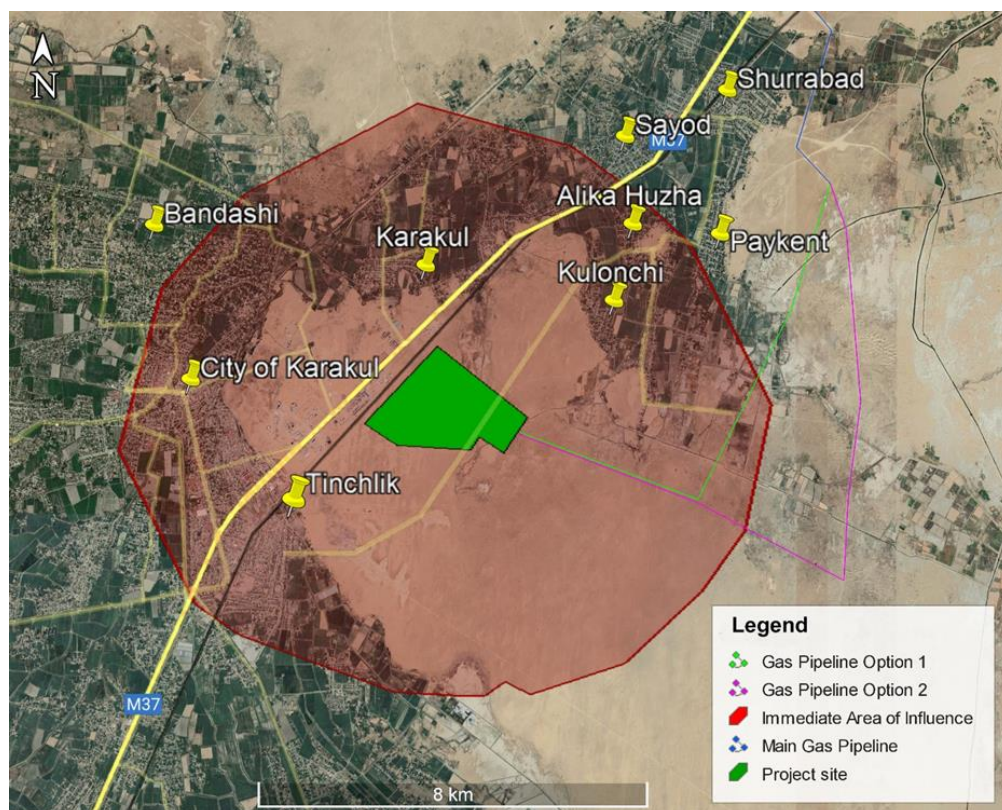 N
Shurrabad
Sayod
M37
Bandashi
Alika Huzha
Karakul
Paykent
Kulonchi
City of Karakul
Tinchlik
M37
8 km
Legend
Gas Pipeline Option 1
Gas Pipeline Option 2
Immediate Area of Influence
Main Gas Pipeline
Project site